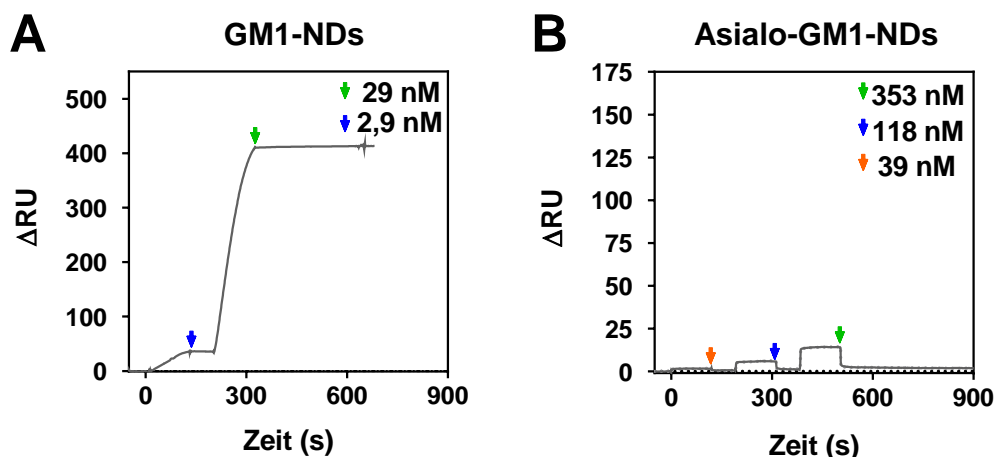 A
GM1-NDs
500
400
300
200
100
0
ΔRU
29 nM
2,9 nM
0
300
600
900
Zeit (s)
B
Asialo-GM1-NDs
175
150
125
100
75
50
25
0
ΔRU
353 nM
118 nM
39 nM
0
300
600
900
Zeit (s)